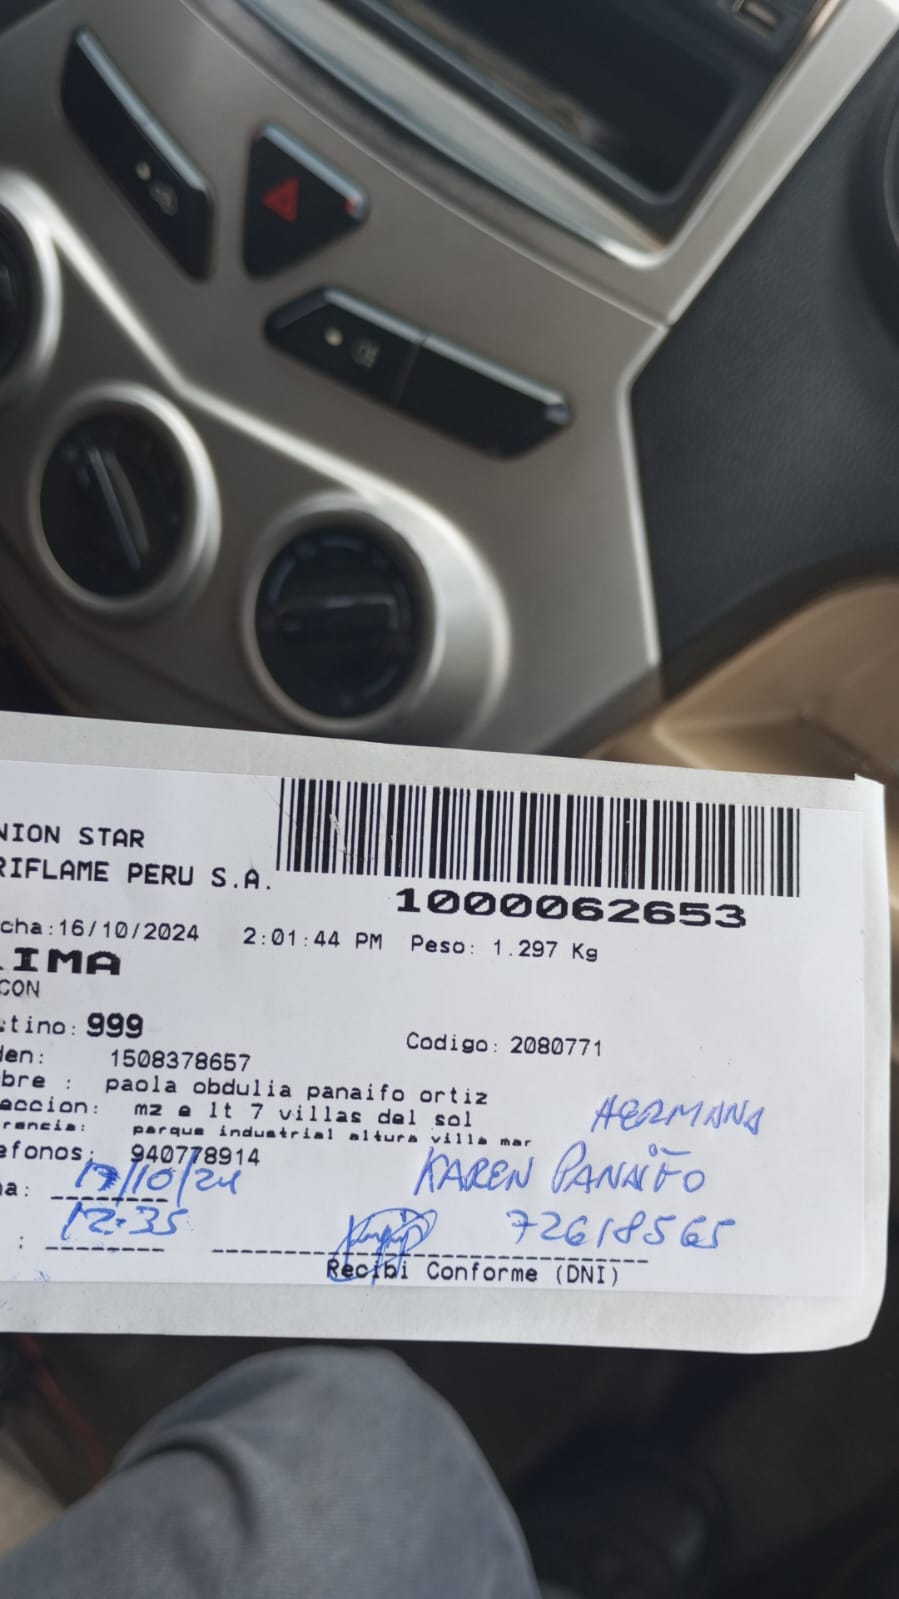 NION STAR
RIFLAME PERU S.A.
1000062653
cha:16/10/2024 2:01:44 PM Peso: 1.297 Kg
IMA
CON
tino: 999
Codigo: 2080771
den: 1508378657
bre : paola obdulia panaifo ortiz
eccion: mz e lt 7 villas del sol
HERMANA
rencia: parque industrial altura villa mar
efonos: 940778914
KAREN PANAIFO
a: 17/10/24
: 12:35
72618565
Recibi Conforme (DNI)